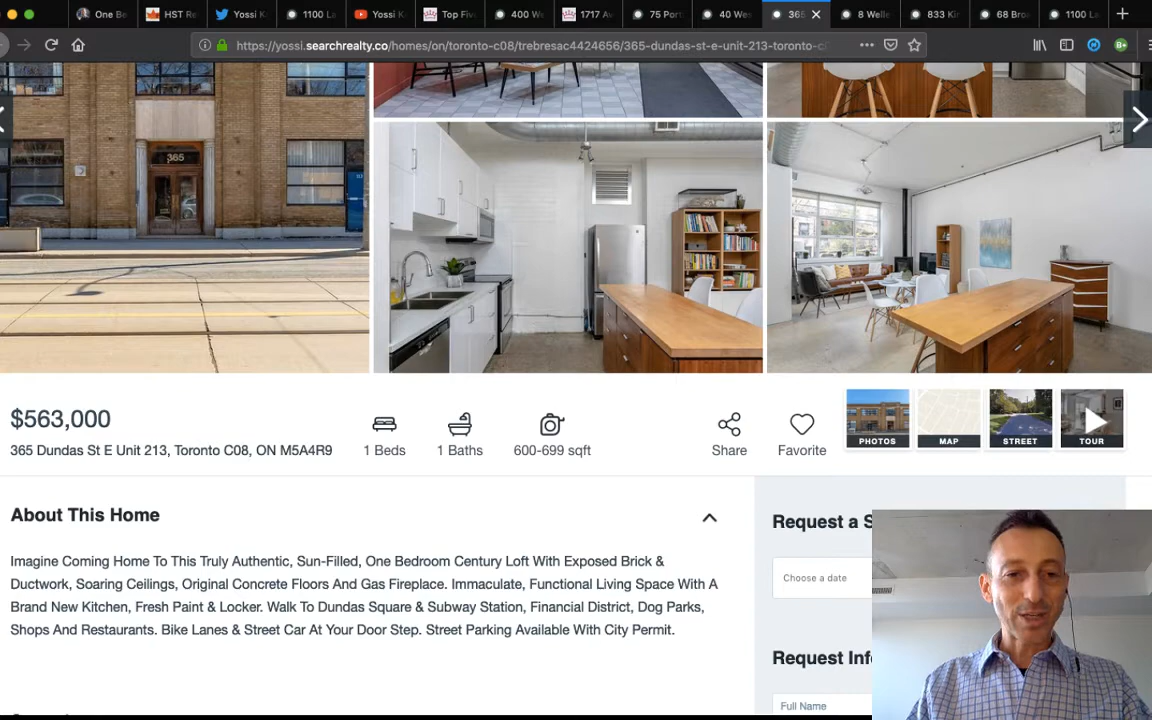 One Be
HST Re
Yossi K
1100 La
Yossi K
Top Fiv
400 We
1717 Av
75 Port
40 Wes
365
8 Welle
833 Kin
68 Broa
1100 La
https://yossi.searchrealty.co/homes/on/toronto-c08/trebresac4424656/365-dundas-st-e-unit-213-toronto-c
365
$563,000
365 Dundas St E Unit 213, Toronto C08, ON M5A4R9
1 Beds
1 Baths
600-699 sqft
Share
Favorite
PHOTOS
MAP
STREET
TOUR
About This Home
Imagine Coming Home To This Truly Authentic, Sun-Filled, One Bedroom Century Loft With Exposed Brick &
Ductwork, Soaring Ceilings, Original Concrete Floors And Gas Fireplace. Immaculate, Functional Living Space With A
Brand New Kitchen, Fresh Paint & Locker. Walk To Dundas Square & Subway Station, Financial District, Dog Parks,
Shops And Restaurants. Bike Lanes & Street Car At Your Door Step. Street Parking Available With City Permit.
Request a S
Choose a date
Request Inf
Full Name